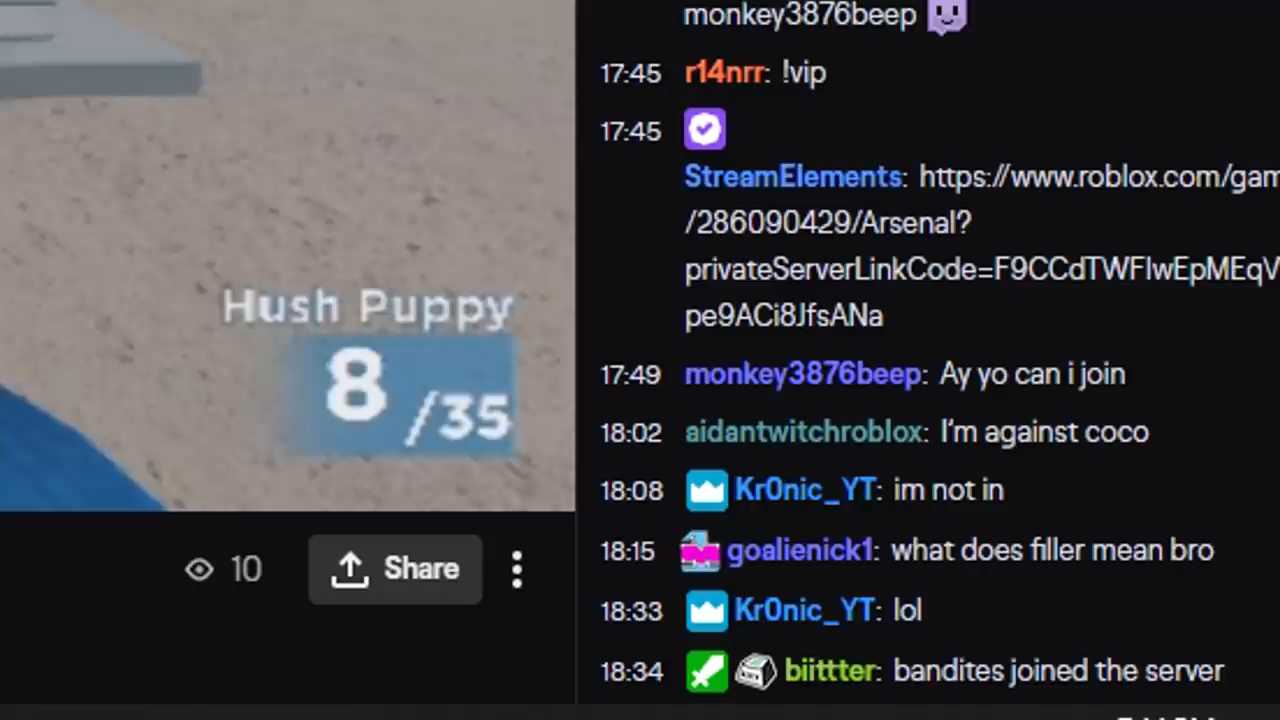 monkey3876beep
17:45 r14nrr: !vip
17:45
StreamElements: https://www.roblox.com/gam
/286090429/Arsenal?
privateServerLinkCode=F9CCdTWFlwEpMEqV
pe9ACi8JfsANa
17:49 monkey3876beep: Ay yo can i join
18:02 aidantwitchroblox: I'm against coco
18:08 Kr0nic_YT: im not in
18:15 goalienick1: what does filler mean bro
18:33 Kr0nic_YT: lol
18:34 biittter: bandites joined the server
Hush Puppy
8 /35
10 Share